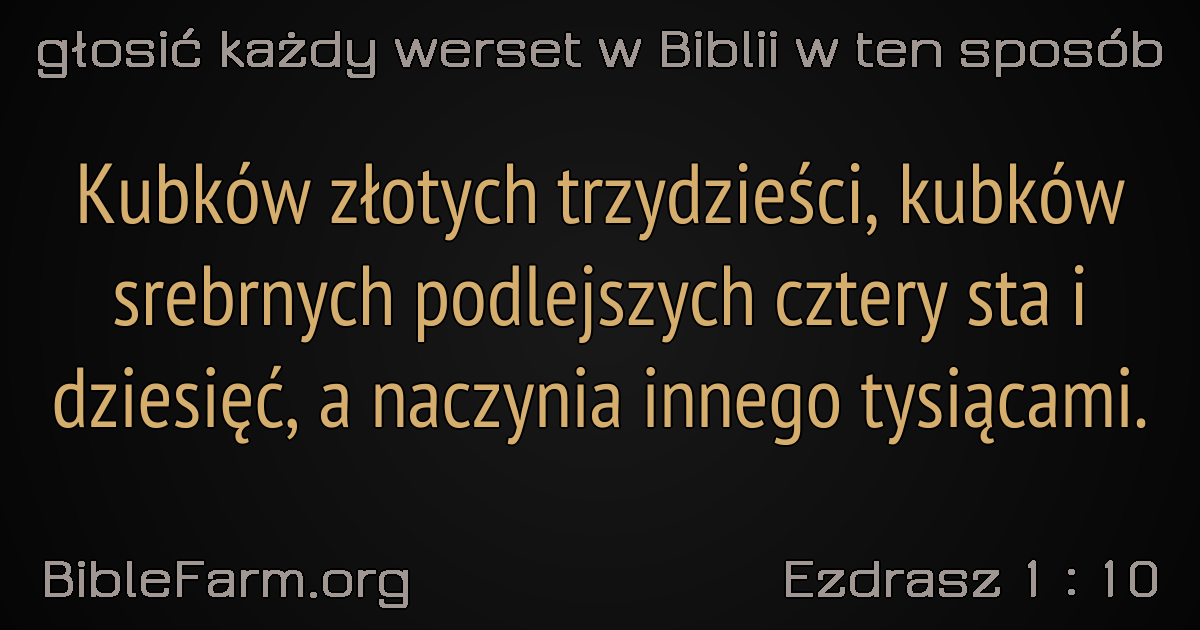 głosić każdy werset w Biblii w ten sposób
Kubków złotych trzydzieści, kubków
srebrnych podlejszych cztery sta i
dziesięć, a naczynia innego tysiącami.
BibleFarm.org
Ezdrasz 1 : 10